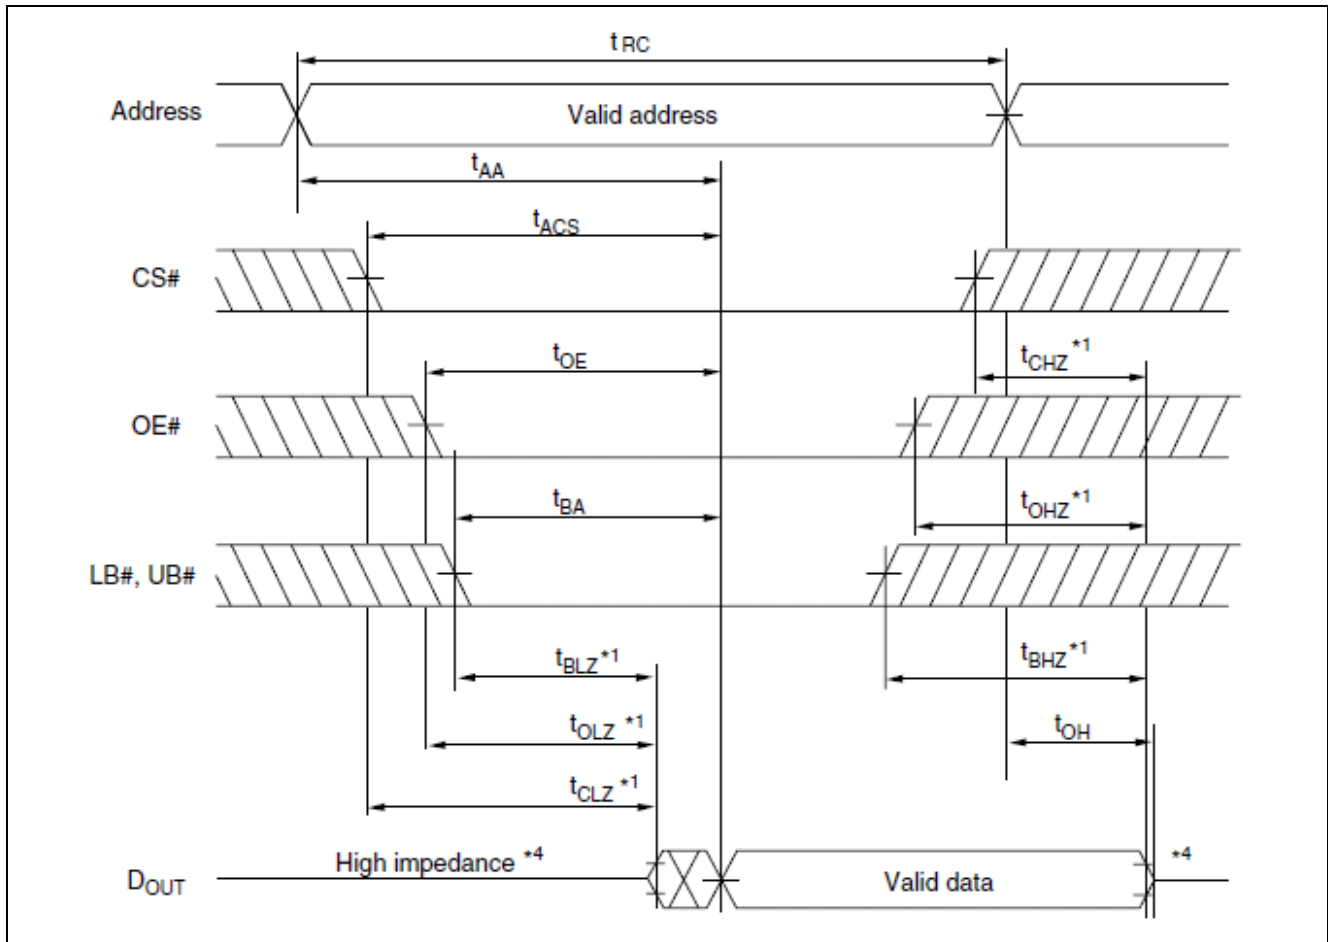 tRC
Address
Valid address
tAA
tACS
CS#
tOE
tCHZ *1
OE#
tBA
tOHZ *1
LB#, UB#
tBLZ *1
tBHZ *1
tOLZ *1
tOH
tCLZ *1
High impedance *4
*4
DOUT
Valid data